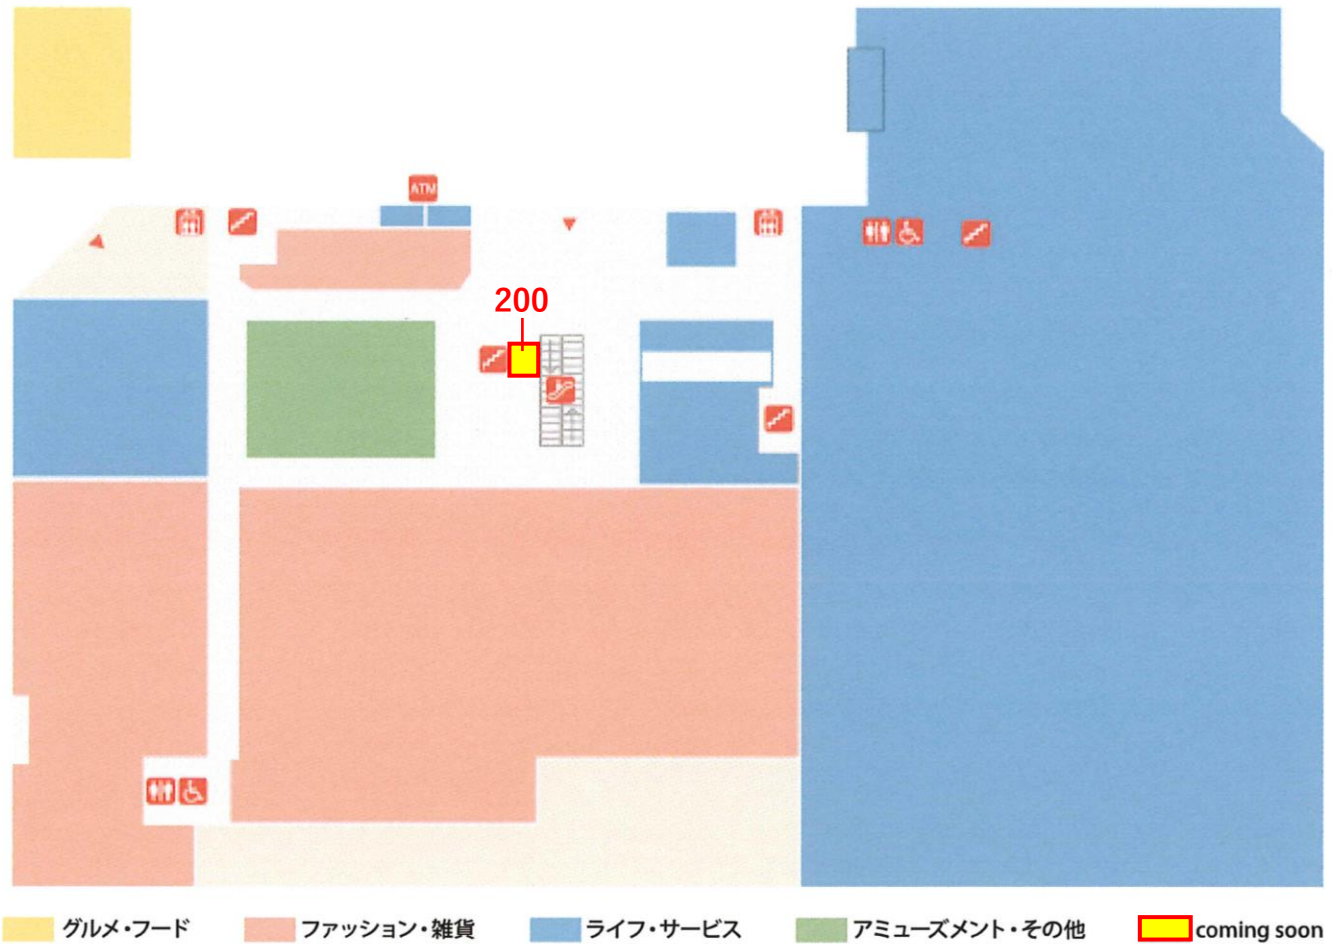 ATM
200
グルメ・フード
ファッション・雑貨
ライフ・サービス
アミューズメント・その他
coming soon